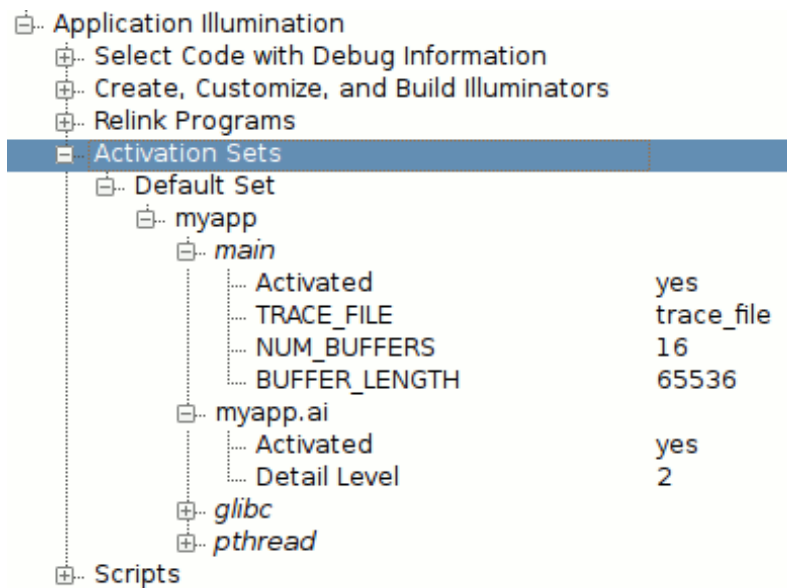 Application Illumination
Select Code with Debug Information
Create, Customize, and Build Illuminators
Relink Programs
Activation Sets
Default Set
myapp
main
Activated yes
TRACE_FILE trace_file
NUM_BUFFERS 16
BUFFER_LENGTH 65536
myapp.ai
Activated yes
Detail Level 2
glibc
pthread
Scripts